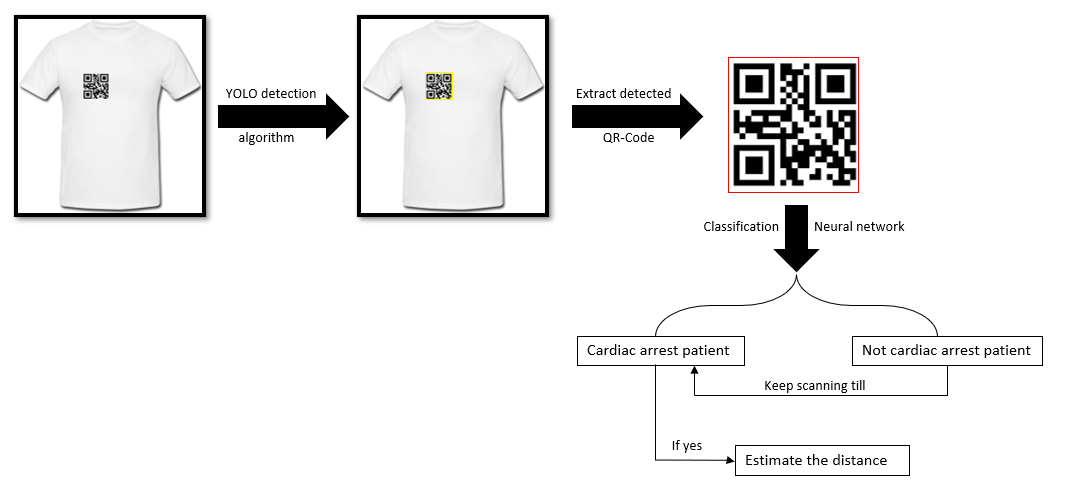 YOLO detection
algorithm
Extract detected
QR-Code
Classification
Neural network
Cardiac arrest patient
Not cardiac arrest patient
Keep scanning till
If yes
Estimate the distance